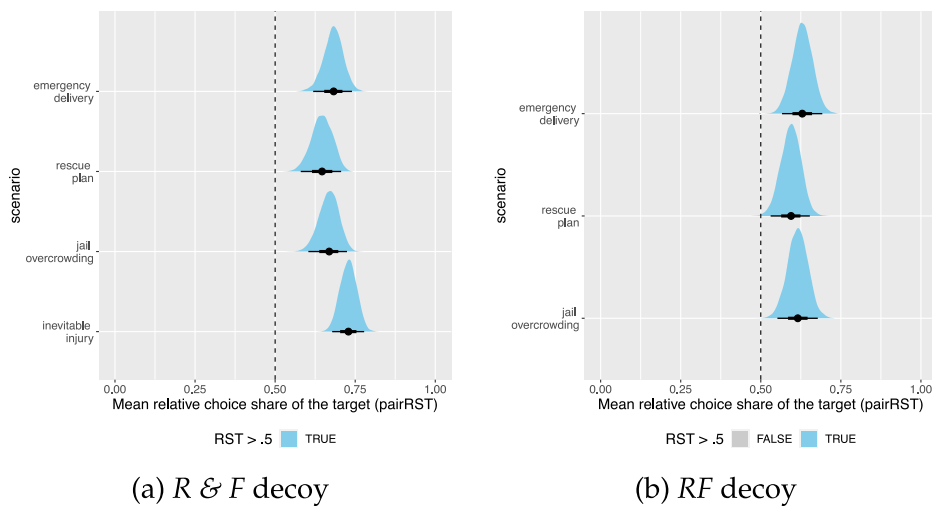 scenario
emergency
delivery
rescue
plan
jail
overcrowding
inevitable
injury
0.00 0.25 0.50 0.75 1.00
Mean relative choice share of the target (pairRST)
RST > .5 TRUE
(a) R & F decoy
scenario
emergency
delivery
rescue
plan
jail
overcrowding
0.00 0.25 0.50 0.75 1.00
Mean relative choice share of the target (pairRST)
RST > .5 FALSE TRUE
(b) RF decoy